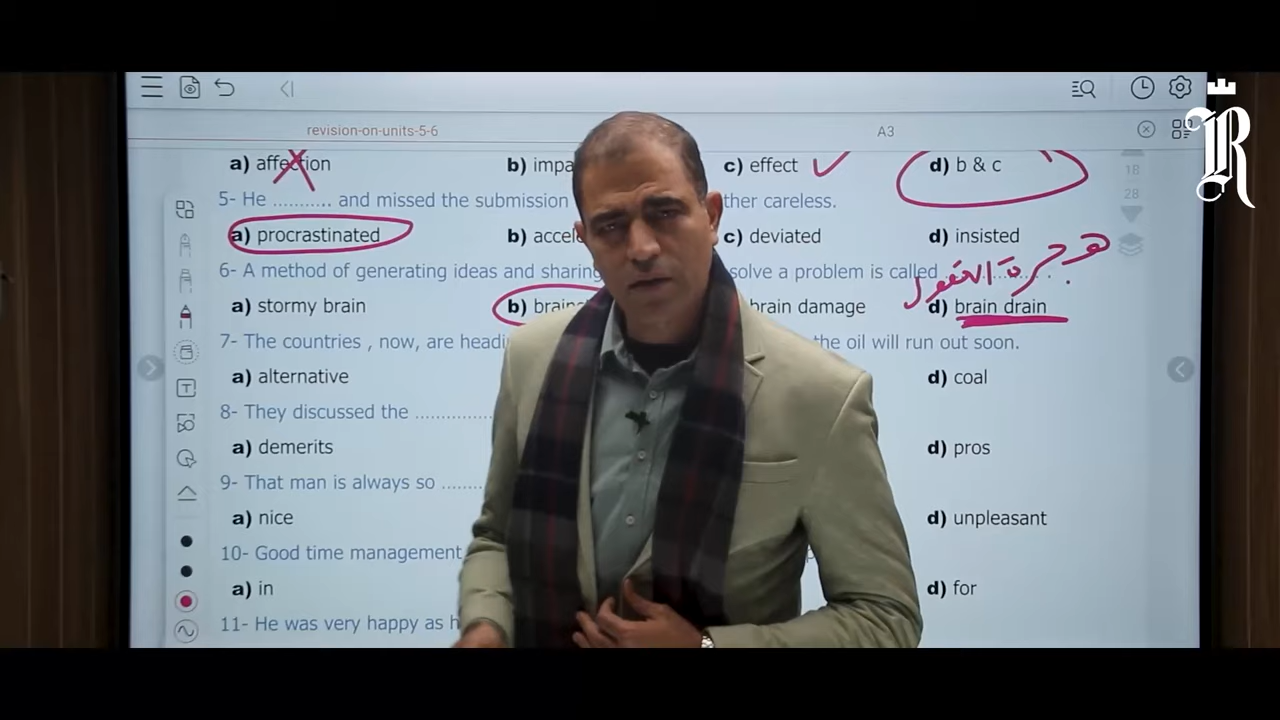 revision-on-units-5-6 A3
a) affection b) impa c) effect d) b & c
18
28
5- He ........... and missed the submission ther careless.
a) procrastinated b) accele c) deviated d) insisted
هجرة العقول
6- A method of generating ideas and sharing solve a problem is called
a) stormy brain b) brain brain damage d) brain drain
7- The countries , now, are headi the oil will run out soon.
a) alternative d) coal
8- They discussed the
a) demerits d) pros
9- That man is always so
a) nice d) unpleasant
10- Good time management
a) in d) for
11- He was very happy as h
R